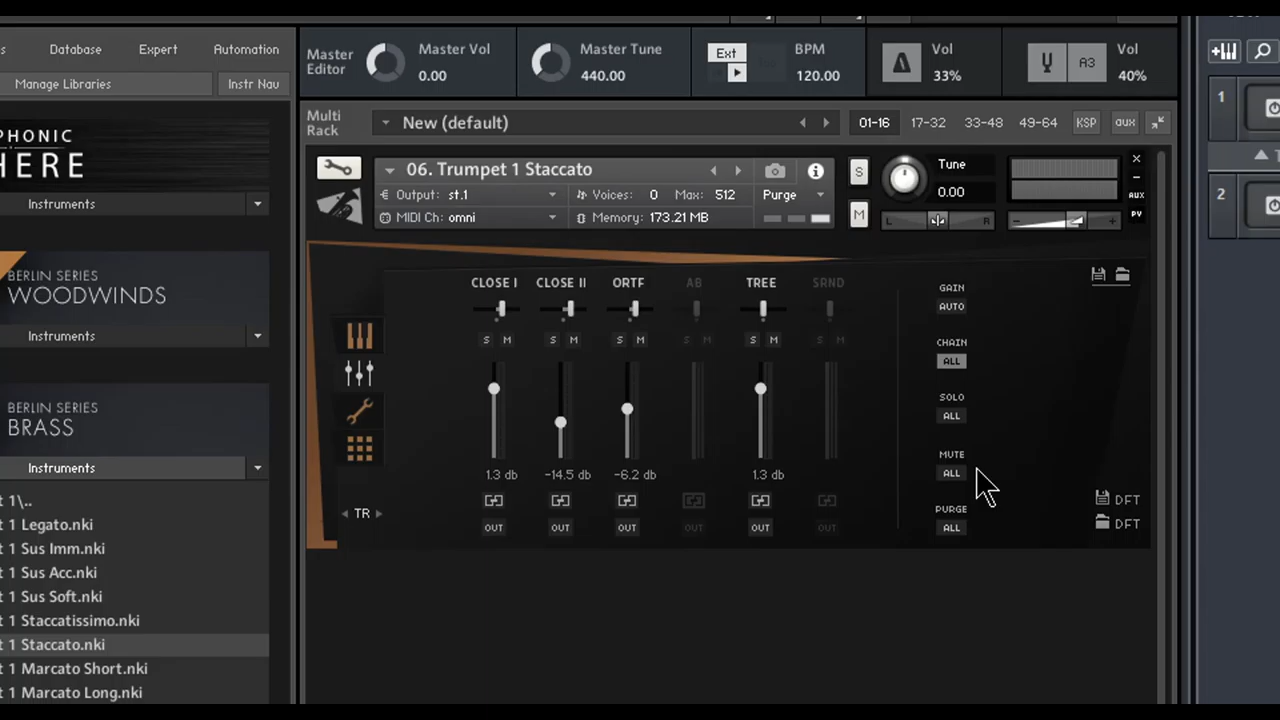 Database
Expert
Automation
Manage Libraries
Instr Nau
PHONIC
HERE
Instruments
BERLIN SERIES
WOODWINDS
Instruments
BERLIN SERIES
BRASS
Instruments
t 1\..
t 1 Legato.nki
t 1 Sus Imm.nki
t 1 Sus Acc.nki
t 1 Sus Soft.nki
t 1 Staccatissimo.nki
t 1 Staccato.nki
t 1 Marcato Short.nki
t 1 Marcato Long.nki
Master Editor
Master Vol
0.00
Master Tune
440.00
Ext
BPM
120.00
Vol
33%
A3
Vol
40%
Multi Rack
New (default)
01-16
17-32
33-48
49-64
KSP
aux
06. Trumpet 1 Staccato
Output: st.1
Voices: 0 Max: 512
Purge
MIDI Ch: omni
Memory: 173.21 MB
S
M
Tune
0.00
L
R
AUX
PV
CLOSE I
CLOSE II
ORTF
AB
TREE
SRND
S M
S M
S M
S M
S M
S M
1.3 db
-14.5 db
-6.2 db
1.3 db
OUT
OUT
OUT
OUT
OUT
OUT
TR
GAIN
AUTO
CHAIN
ALL
SOLO
ALL
MUTE
ALL
PURGE
ALL
DFT
DFT
1
2